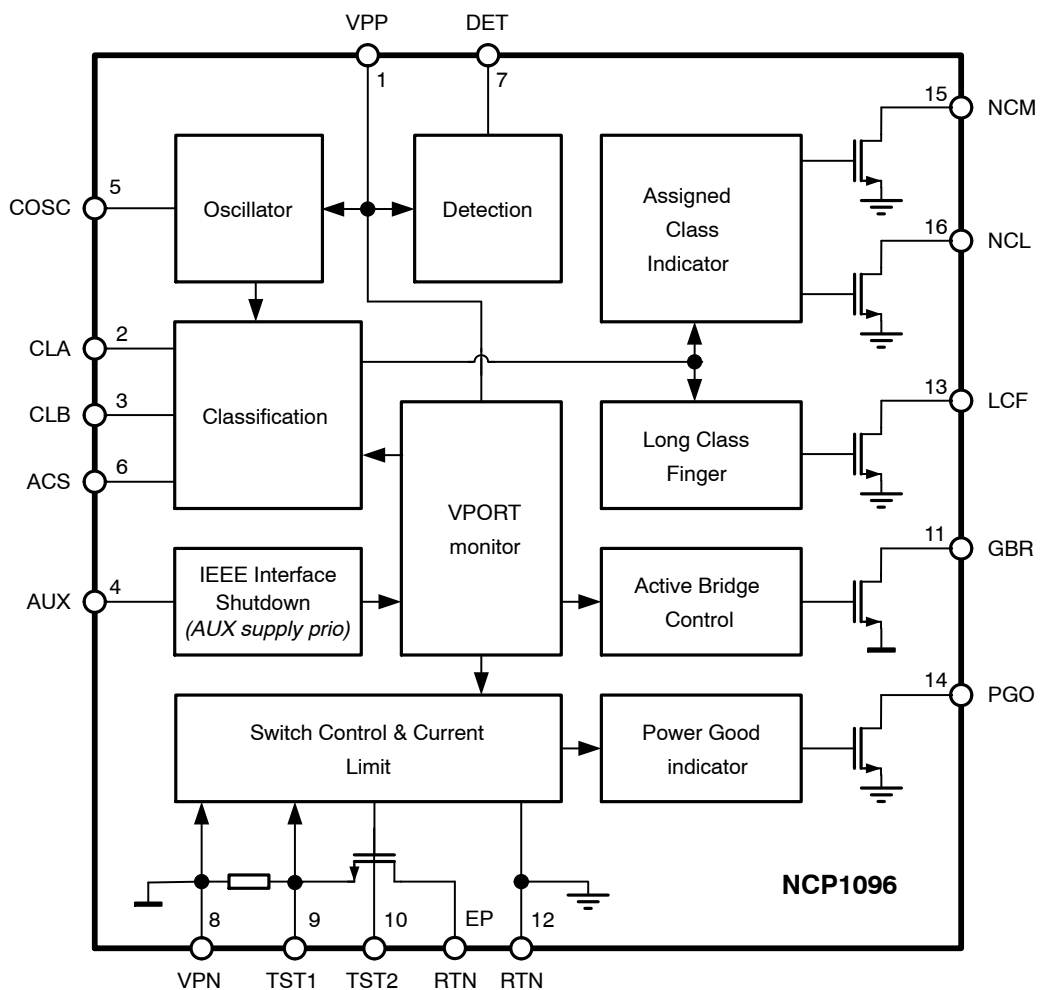 VPP
DET
1
7
15
NCM
5
COSC
Oscillator
Detection
Assigned
Class
Indicator
16
NCL
2
CLA
3
CLB
Classification
6
ACS
13
LCF
Long Class
Finger
VPORT
monitor
11
GBR
4
AUX
IEEE Interface
Shutdown
(AUX supply prio)
Active Bridge
Control
14
PGO
Switch Control & Current
Limit
Power Good
indicator
NCP1096
8
9
10
EP
12
VPN
TST1
TST2
RTN
RTN